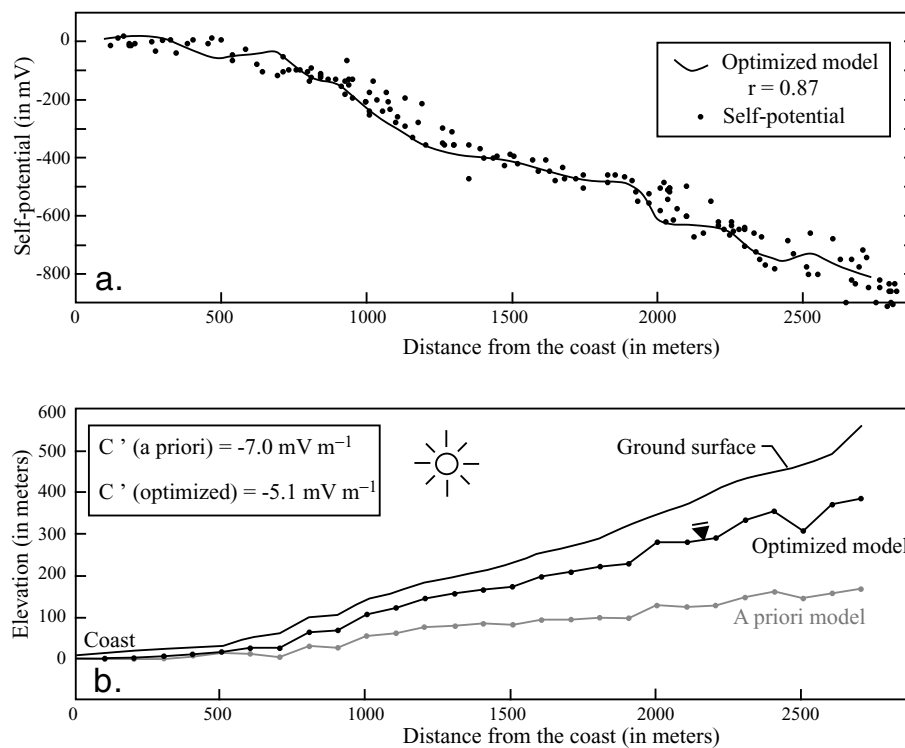 0
-200
-400
-600
-800
Self-potential (in mV)
Optimized model
r = 0.87
Self-potential
a.
0 500 1000 1500 2000 2500
Distance from the coast (in meters)
600
500
400
300
200
100
0
Elevation (in meters)
C ’ (a priori) = -7.0 mV m⁻¹
C ’ (optimized) = -5.1 mV m⁻¹
Ground surface
Optimized model
A priori model
Coast
b.
0 500 1000 1500 2000 2500
Distance from the coast (in meters)